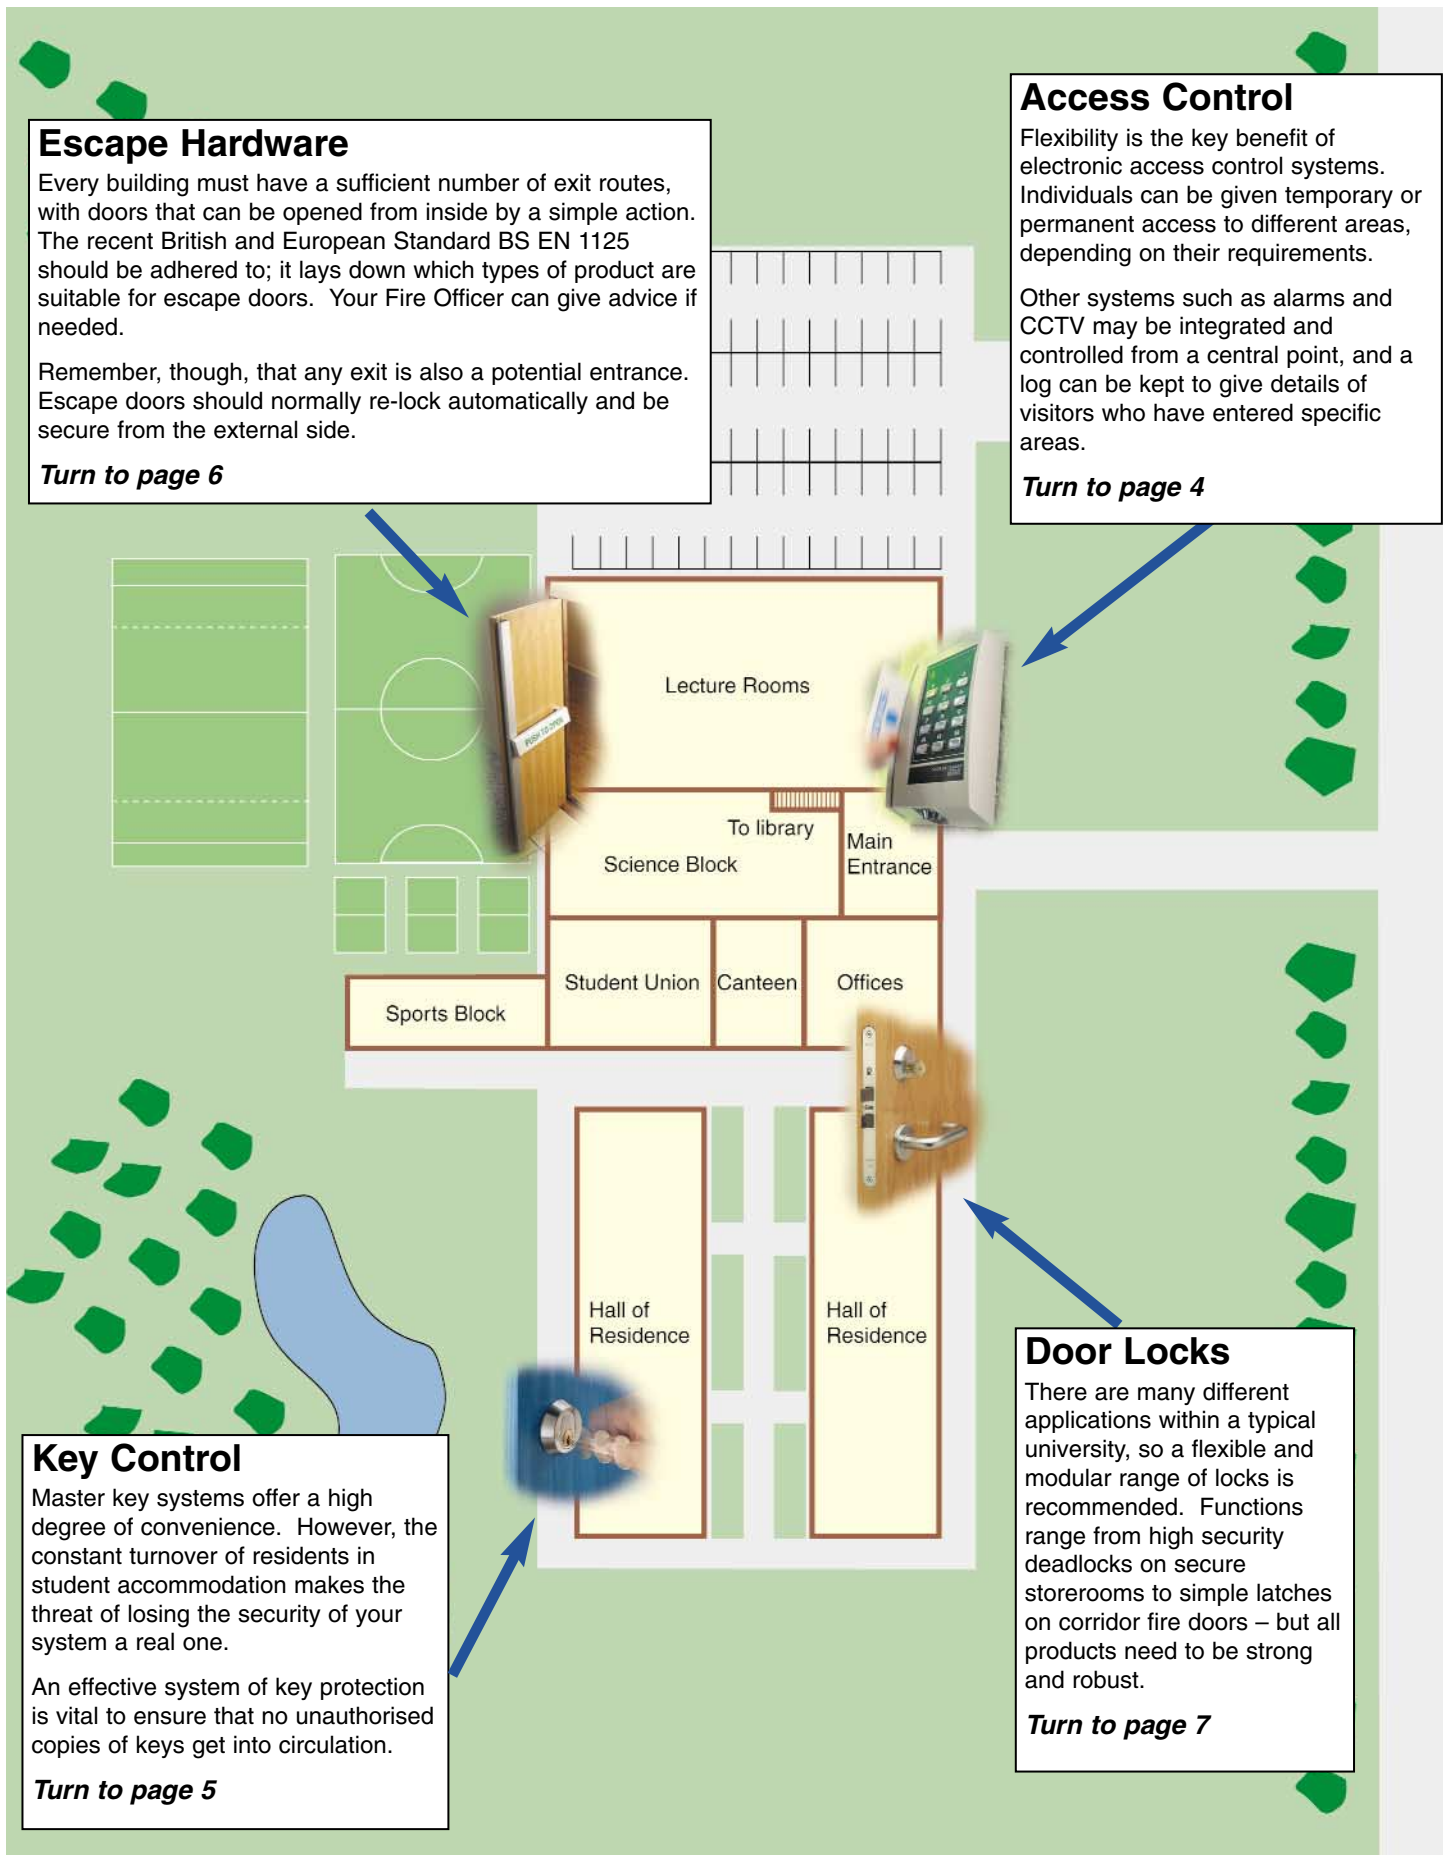 Escape Hardware
Every building must have a sufficient number of exit routes,
with doors that can be opened from inside by a simple action.
The recent British and European Standard BS EN 1125
should be adhered to; it lays down which types of product are
suitable for escape doors.  Your Fire Officer can give advice if
needed.
Remember, though, that any exit is also a potential entrance.
Escape doors should normally re-lock automatically and be
secure from the external side.
Turn to page 6
Access Control
Flexibility is the key benefit of
electronic access control systems.
Individuals can be given temporary or
permanent access to different areas,
depending on their requirements.
Other systems such as alarms and
CCTV may be integrated and
controlled from a central point, and a
log can be kept to give details of
visitors who have entered specific
areas.
Turn to page 4
Lecture Rooms
PUSH TO OPEN
To library
Main
Entrance
Science Block
Student Union
Canteen
Offices
Sports Block
Hall of
Residence
Hall of
Residence
Key Control
Master key systems offer a high
degree of convenience.  However, the
constant turnover of residents in
student accommodation makes the
threat of losing the security of your
system a real one.
An effective system of key protection
is vital to ensure that no unauthorised
copies of keys get into circulation.
Turn to page 5
Door Locks
There are many different
applications within a typical
university, so a flexible and
modular range of locks is
recommended.  Functions
range from high security
deadlocks on secure
storerooms to simple latches
on corridor fire doors – but all
products need to be strong
and robust.
Turn to page 7